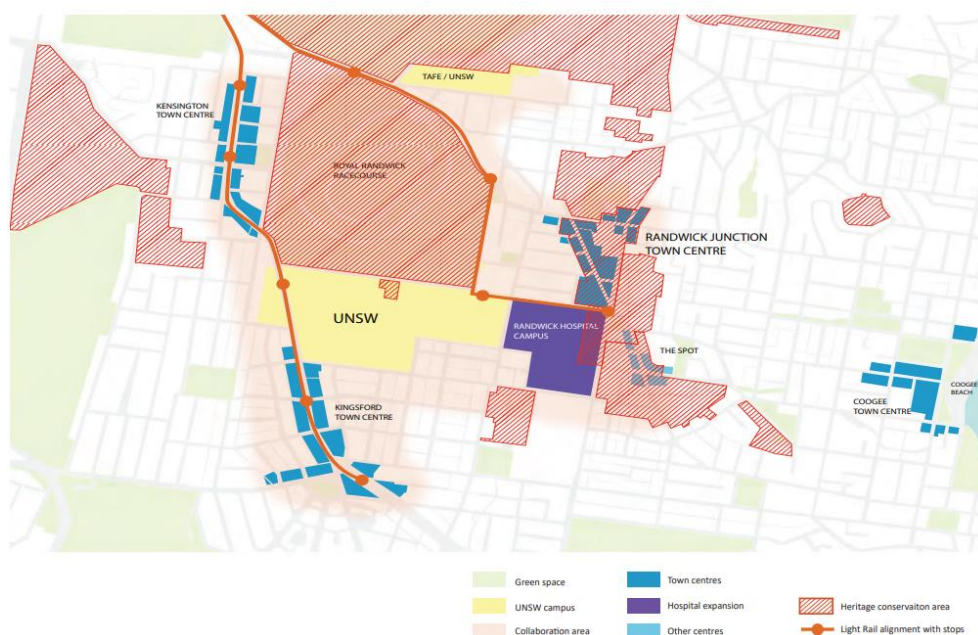 TAFE / UNSW
KENSINGTON
TOWN CENTRE
ROYAL RANDWICK
RACECOURSE
RANDWICK JUNCTION
TOWN CENTRE
UNSW
RANDWICK HOSPITAL
CAMPUS
THE SPOT
KINGSFORD
TOWN CENTRE
COOGEE
TOWN CENTRE
COOGEE
BEACH
Green space
UNSW campus
Collaboration area
Town centres
Hospital expansion
Other centres
Heritage conservaiton area
Light Rail alignment with stops